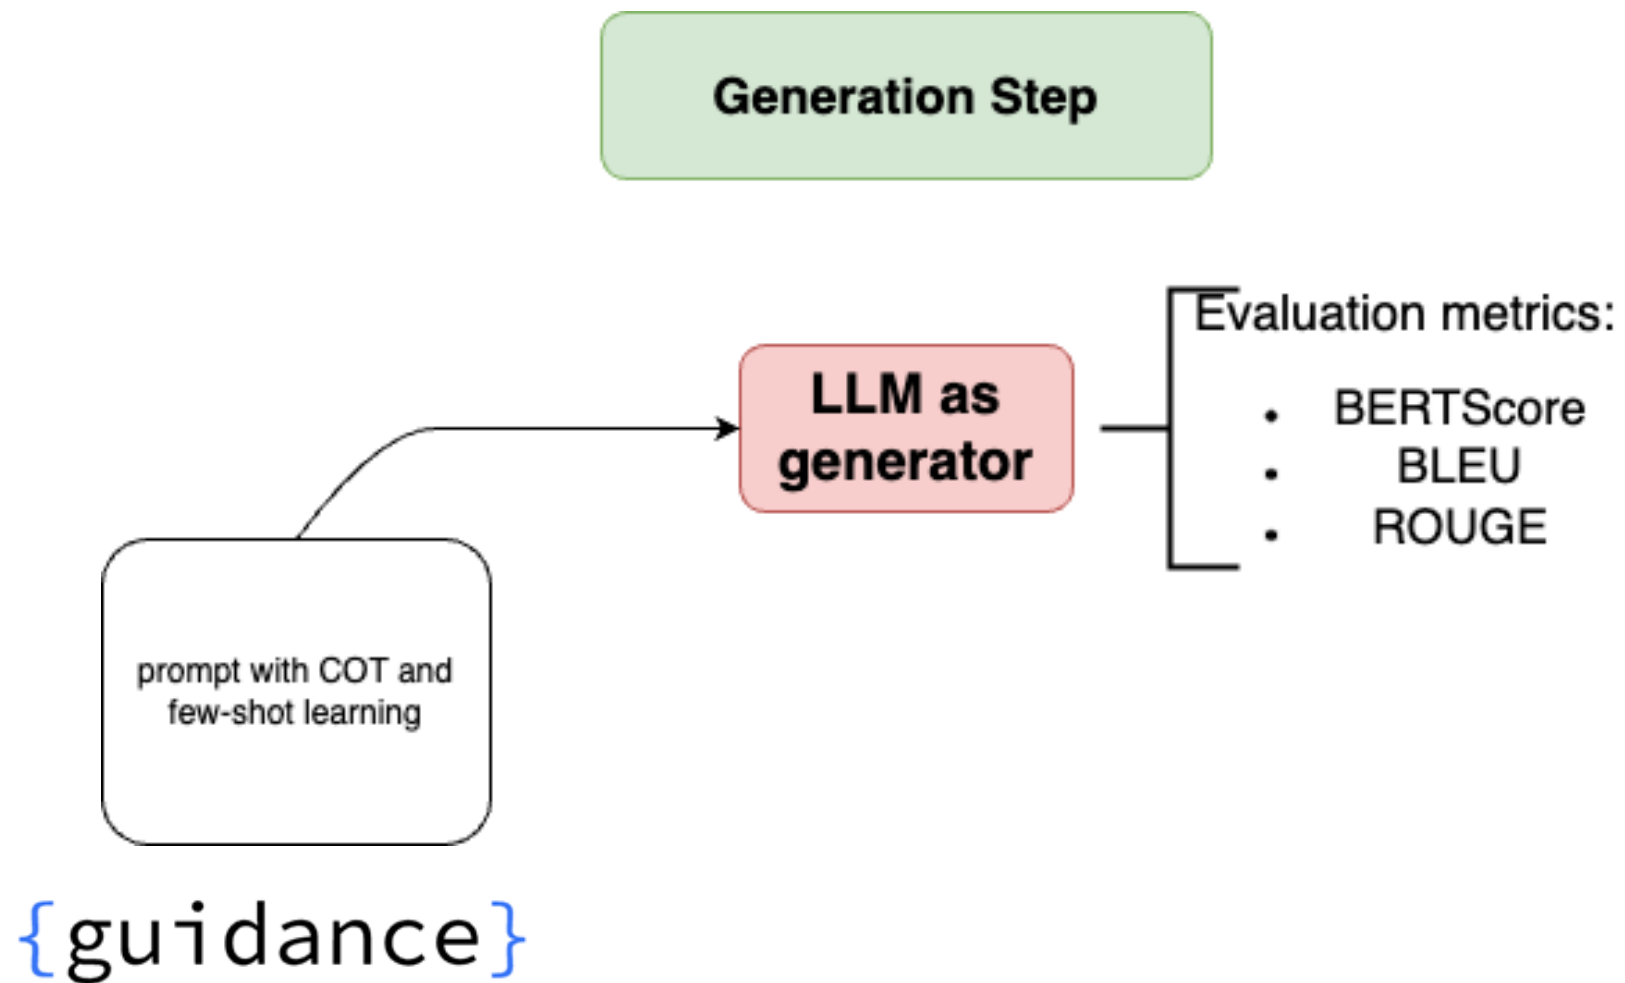 Generation Step
LLM as
generator
Evaluation metrics:
• BERTScore
• BLEU
• ROUGE
prompt with COT and
few-shot learning
{guidance}